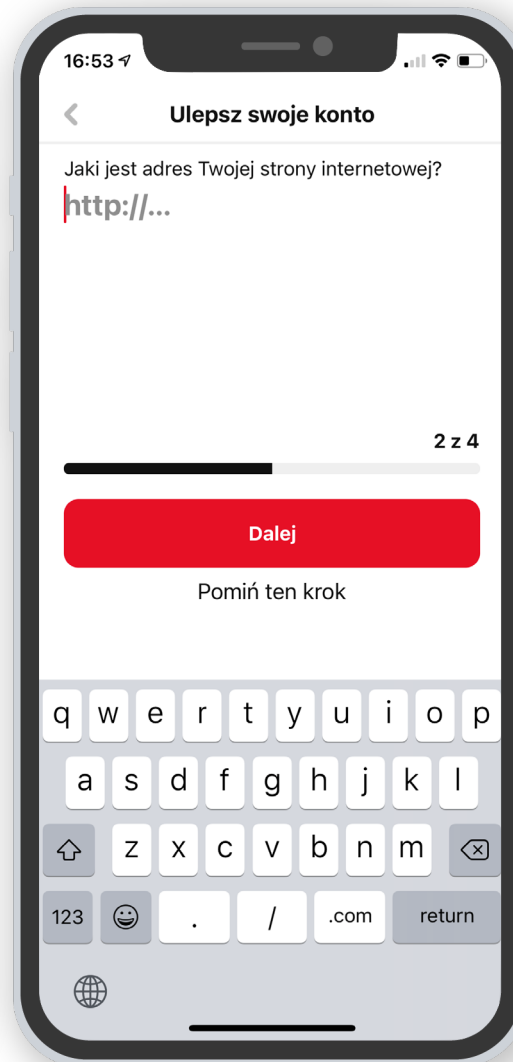 16:53
Ulepsz swoje konto
Jaki jest adres Twojej strony internetowej?
http://...
2 z 4
Dalej
Pomiń ten krok
q w e r t y u i o p
a s d f g h j k l
z x c v b n m
123 . / .com return